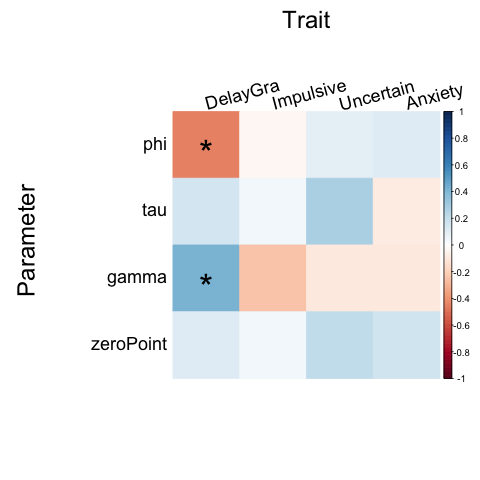 Trait
DelayGra Impulsive Uncertain Anxiety
phi
tau
gamma
zeroPoint
Parameter
*
*
1
0.8
0.6
0.4
0.2
0
-0.2
-0.4
-0.6
-0.8
-1